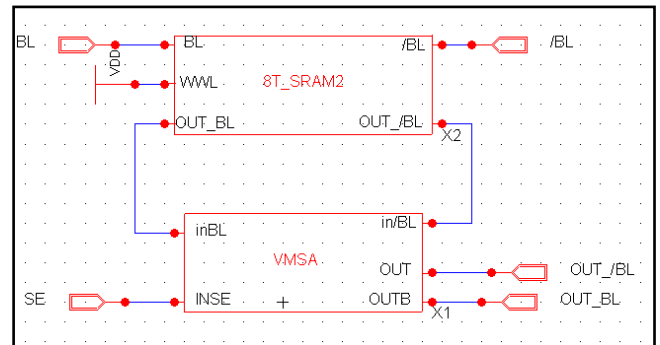 BL BL /BL /BL
VDD
WWL 8T_SRAM2
OUT_BL OUT_/BL
X2
inBL in/BL
VMSA
OUT OUT_/BL
SE INSE OUTB OUT_BL
X1